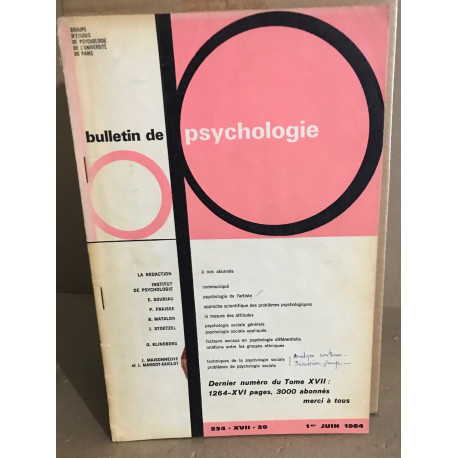 GROUPE
D'ETUDES
DE PSYCHOLOGIE
DE L'UNIVERSITÉ
DE PARIS
bulletin de psychologie
LA REDACTION à nos abonnés
INSTITUT communiqué
DE PSYCHOLOGIE
E. SOURIAU psychologie de l'artiste
P. FRAISSE approche scientifique des problèmes psychologiques
B. MATALON la mesure des attitudes
J. STOETZEL psychologie sociale générale
psychologie sociale appliquée
O. KLINEBERG facteurs sociaux en psychologie différentielle
relations entre les groupes ethniques
J. MAISONNEUVE techniques de la psychologie sociale
et J. MARGOT-DUCLOT problèmes de psychologie sociale
Analyse
Dernier numéro du Tome XVII :
1264-XVI pages, 3000 abonnés
merci à tous
234 - XVII - 20 1er JUIN 1964